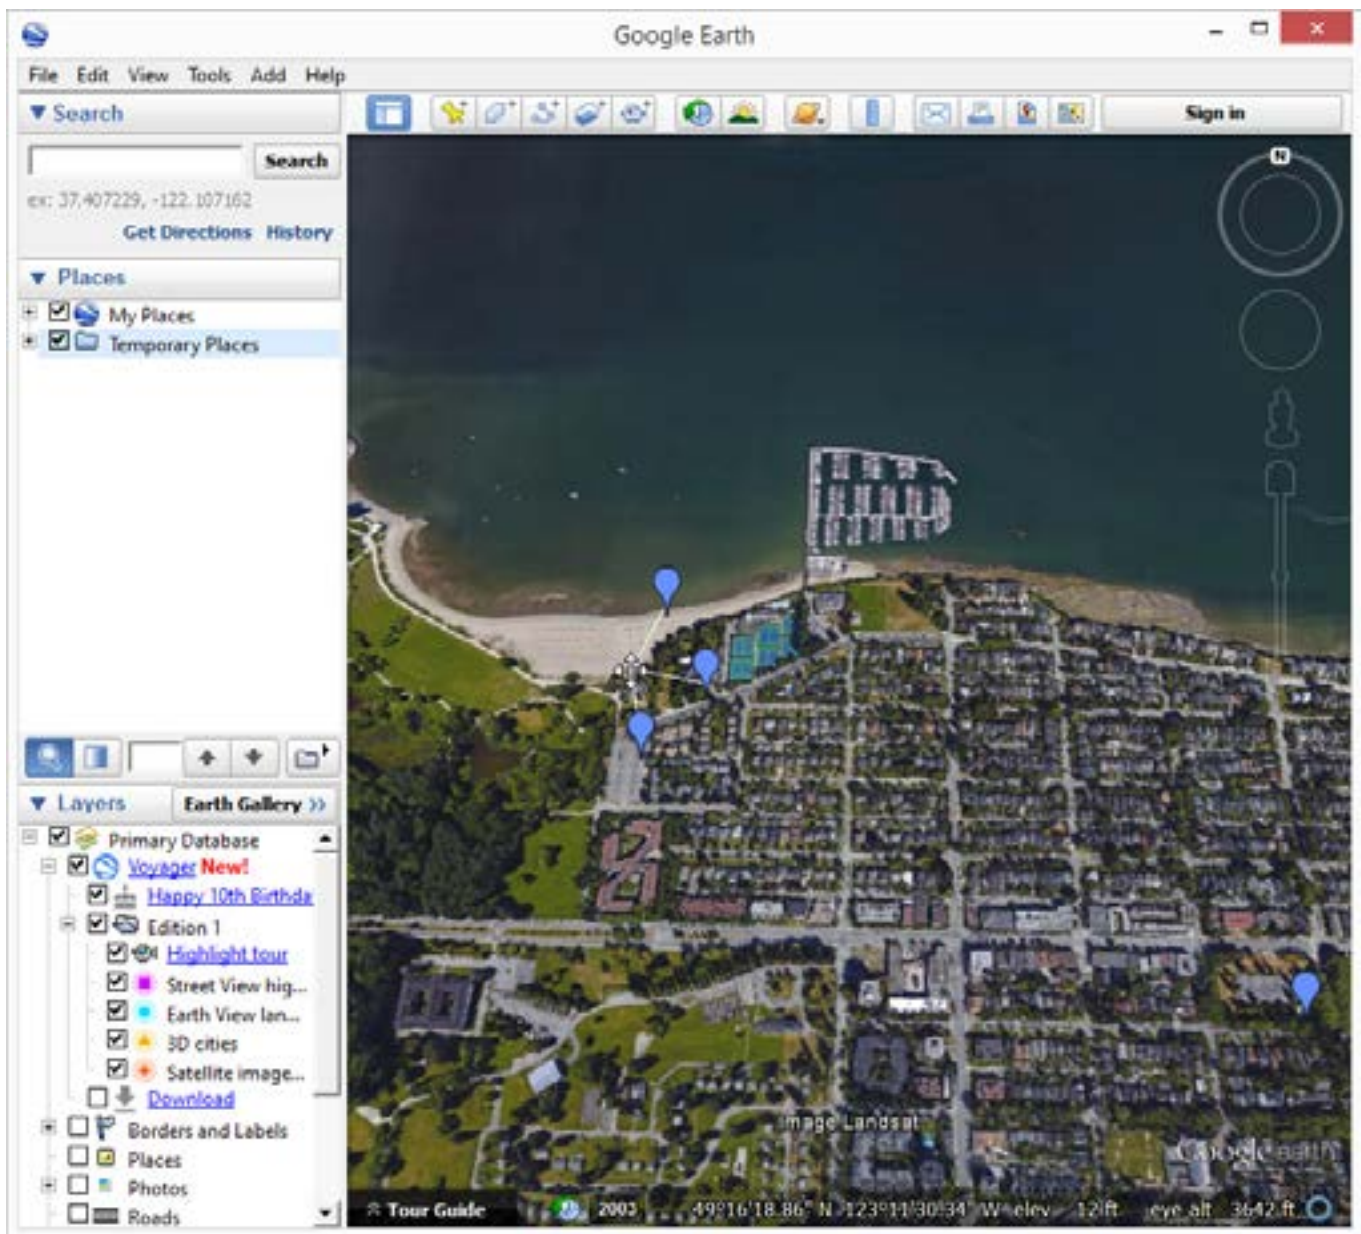 Google Earth
File Edit View Tools Add Help
Search
Sign in
Search
ex: 37.407229, -122.107162
Get Directions History
N
Places
My Places
Temporary Places
Layers Earth Gallery >>
Primary Database
Voyager New!
Happy 10th Birthda
Edition 1
Highlight tour
Street View hig...
Earth View lan...
3D cities
Satellite image...
Download
Borders and Labels
Places
Photos
Roads
Image Landsat
Google earth
Tour Guide 2003 49°16'18.86" N 123°11'30.34" W elev 12 ft eye alt 3642 ft